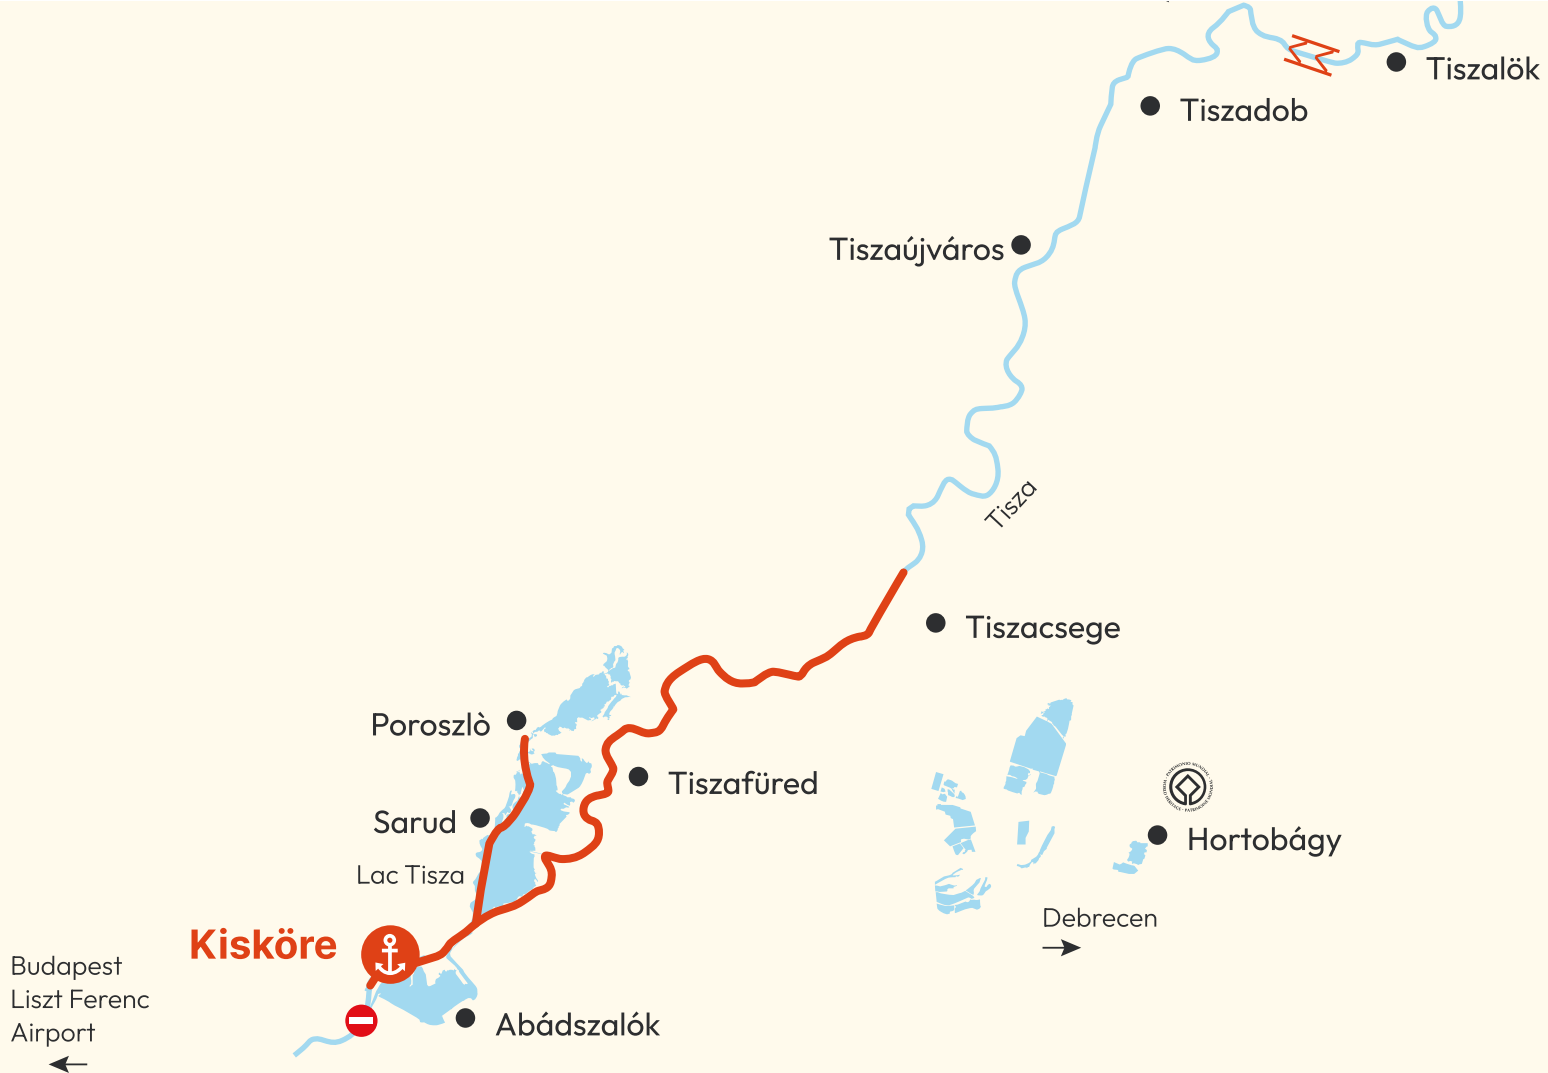 Tiszalök
Tiszadob
Tiszaújváros
Tisza
Tiszacsege
Poroszlò
Tiszafüred
Sarud
Hortobágy
Lac Tisza
Debrecen
Kisköre
Budapest
Liszt Ferenc
Airport
Abádszalók